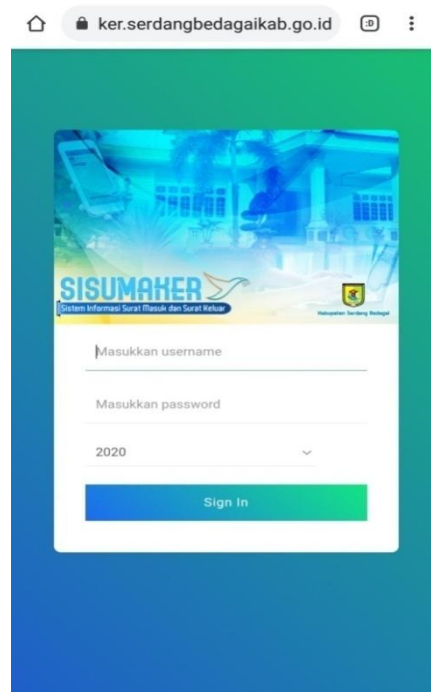 ker.serdangbedagaikab.go.id
:D
SISUMAKER
Sistem Informasi Surat Masuk dan Surat Keluar
Kabupaten Serdang Bedagai
Masukkan username
Masukkan password
2020
Sign In